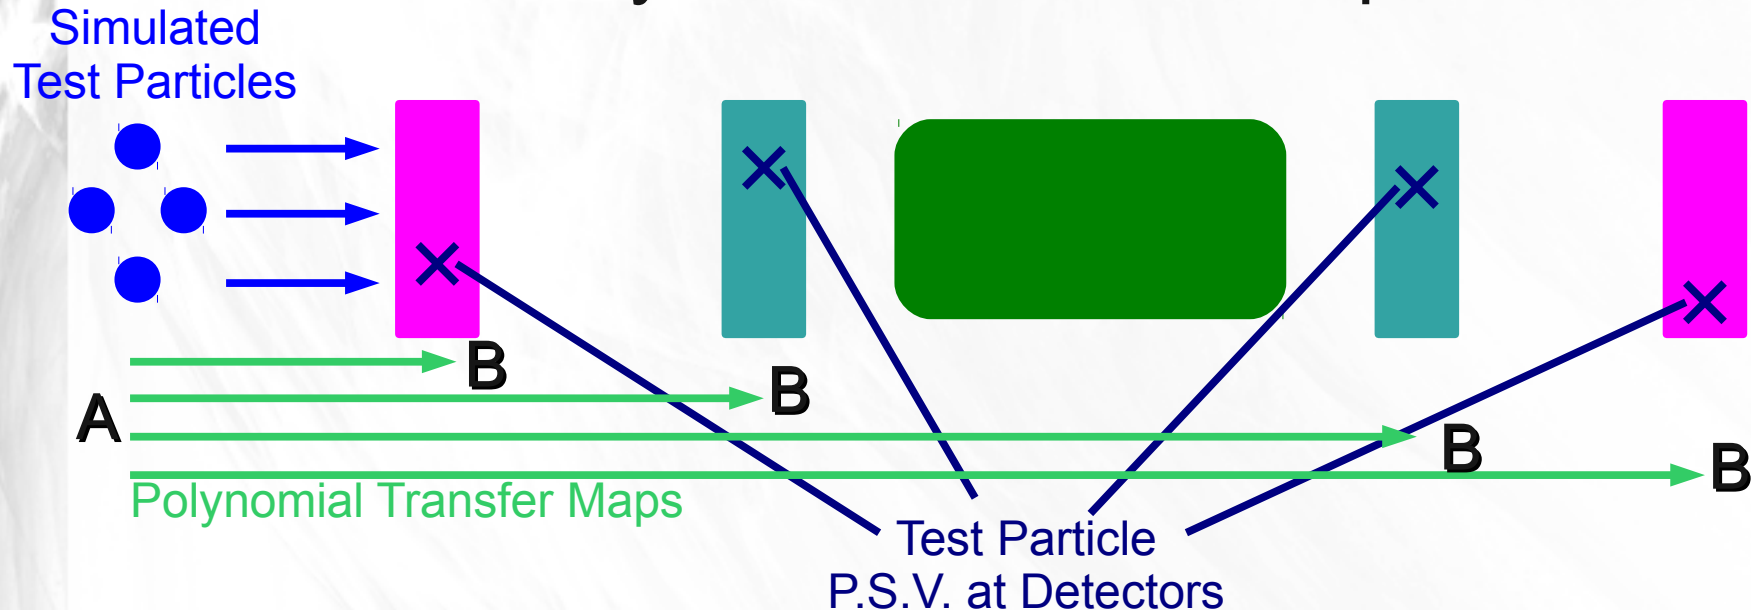 Simulated
Test Particles
B
B
A
B
B
Polynomial Transfer Maps
Test Particle
P.S.V. at Detectors